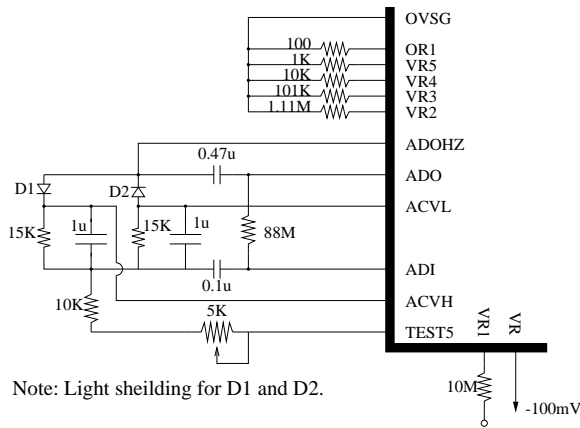 OVSG
100
OR1
1K
VR5
10K
VR4
101K
VR3
1.11M
VR2
ADOHZ
0.47u
ADO
D1
D2
ACVL
15K
1u
15K
1u
88M
ADI
0.1u
ACVH
10K
5K
TEST5
VR1
VR
10M
-100mV
Note: Light sheilding for D1 and D2.